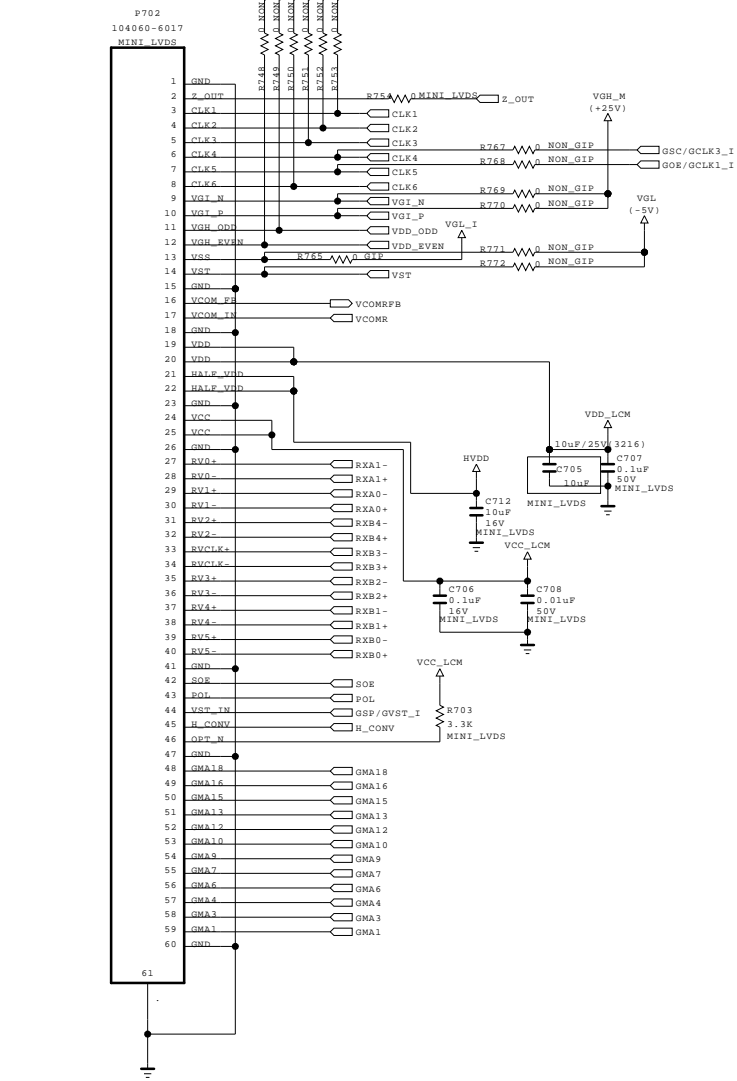 P702
104060-6017
MINI_LVDS
0 NON
0 NON
0 NON
0 NON
0 NON
0 NON
R748
R749
R750
R751
R752
R753
1 GND
2 Z_OUT R754 0 MINI_LVDS Z_OUT
3 CLK1 CLK1
4 CLK2 CLK2
5 CLK3 CLK3
6 CLK4 CLK4
7 CLK5 CLK5
8 CLK6 CLK6
9 VGI_N VGI_N
10 VGI_P VGI_P
11 VGH_ODD VDD_ODD
12 VGH_EVEN VDD_EVEN
13 VSS R765 0 GIP
14 VST VST
VGL_I
VGH_M
(+25V)
R767 0 NON_GIP GSC/GCLK3_I
R768 0 NON_GIP GOE/GCLK1_I
R769 0 NON_GIP
R770 0 NON_GIP
VGL
(-5V)
R771 0 NON_GIP
R772 0 NON_GIP
15 GND
16 VCOM_FB VCOMRFB
17 VCOM_IN VCOMR
18 GND
19 VDD
20 VDD
21 HALF_VDD
22 HALF_VDD
23 GND
24 VCC
25 VCC
26 GND
27 RV0+ RXA1-
28 RV0- RXA1+
29 RV1+ RXA0-
30 RV1- RXA0+
31 RV2+ RXB4-
32 RV2- RXB4+
33 RVCLK+ RXB3-
34 RVCLK- RXB3+
35 RV3+ RXB2-
36 RV3- RXB2+
37 RV4+ RXB1-
38 RV4- RXB1+
39 RV5+ RXB0-
40 RV5- RXB0+
41 GND
VDD_LCM
10uF/25V(3216)
C705
10uF
MINI_LVDS
C707
0.1uF
50V
MINI_LVDS
HVDD
C712
10uF
16V
MINI_LVDS
VCC_LCM
C706
0.1uF
16V
MINI_LVDS
C708
0.01uF
50V
MINI_LVDS
42 SOE SOE
43 POL POL
44 VST_IN GSP/GVST_I
45 H_CONV H_CONV
46 OPT_N
VCC_LCM
R703
3.3K
MINI_LVDS
47 GND
48 GMA18 GMA18
49 GMA16 GMA16
50 GMA15 GMA15
51 GMA13 GMA13
52 GMA12 GMA12
53 GMA10 GMA10
54 GMA9 GMA9
55 GMA7 GMA7
56 GMA6 GMA6
57 GMA4 GMA4
58 GMA3 GMA3
59 GMA1 GMA1
60 GND
61
.